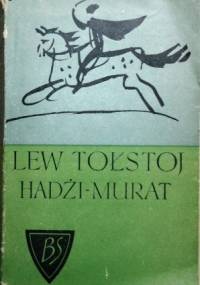 LEW TOŁSTOJ
HADŻI-MURAT
BS